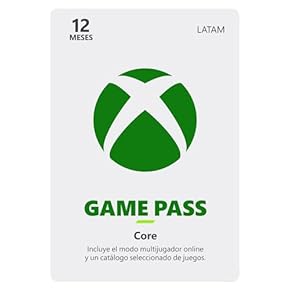 12
MESES
LATAM
GAME PASS
Core
Incluye el modo multijugador online
y un catálogo seleccionado de juegos.